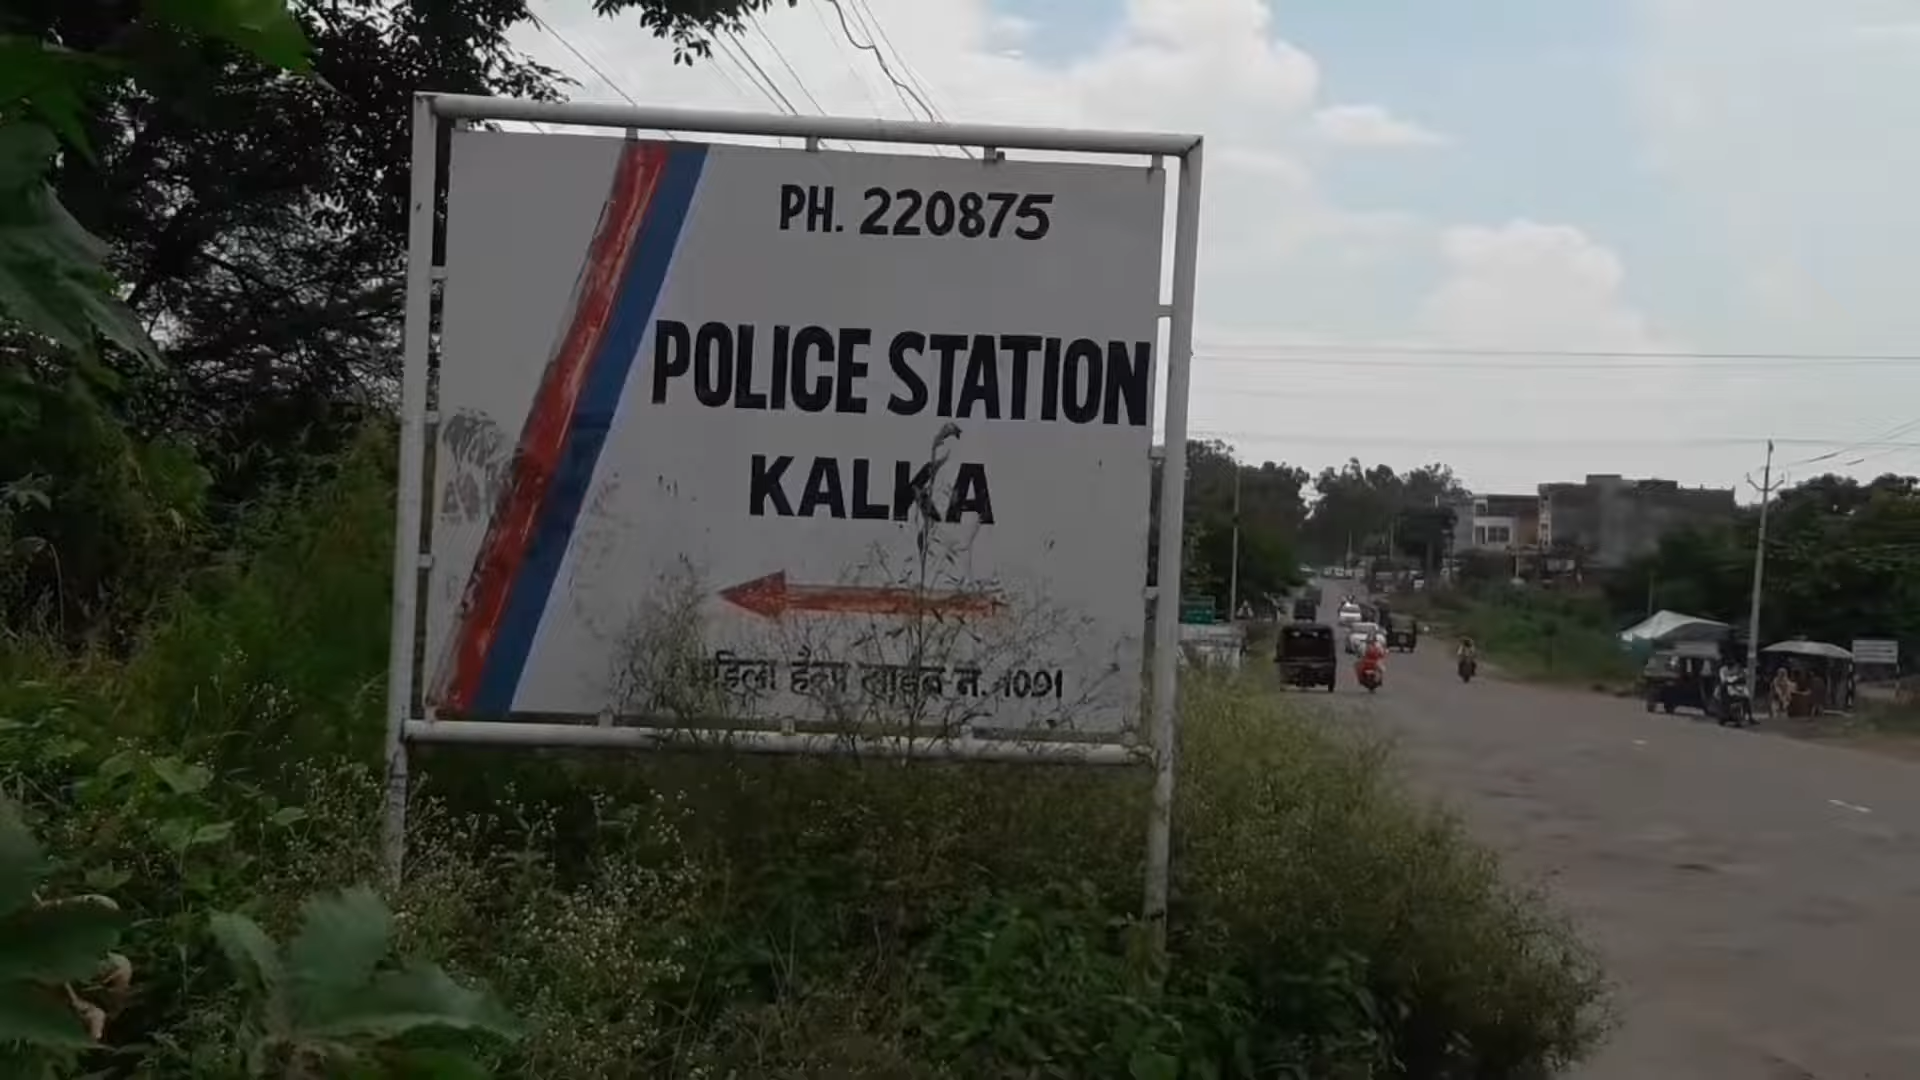 PH. 220875
POLICE STATION
KALKA
महिला हैल्प लाइन न. 1091